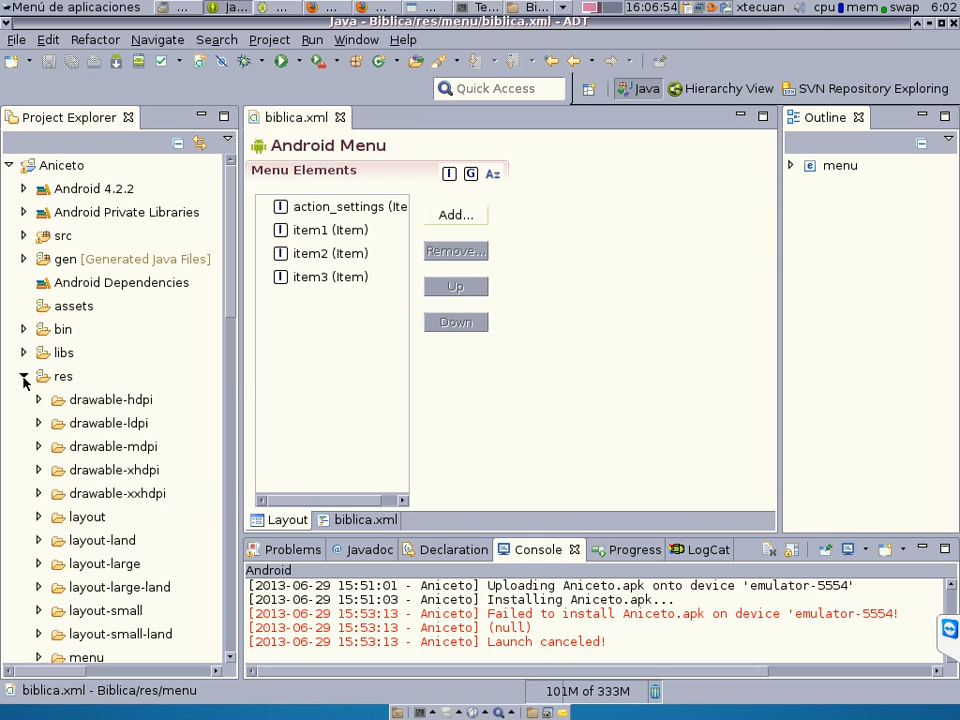 Menú de aplicaciones ... Ja... ... ... ... ... Te... Bi... 16:06:54 xtecuan cpu mem swap 6:02
Java - Biblica/res/menu/biblica.xml - ADT
File Edit Refactor Navigate Search Project Run Window Help
Quick Access
Java Hierarchy View SVN Repository Exploring
Project Explorer
Aniceto
Android 4.2.2
Android Private Libraries
src
gen [Generated Java Files]
Android Dependencies
assets
bin
libs
res
drawable-hdpi
drawable-ldpi
drawable-mdpi
drawable-xhdpi
drawable-xxhdpi
layout
layout-land
layout-large
layout-large-land
layout-small
layout-small-land
menu
biblica.xml
Android Menu
Menu Elements
I G Az
I action_settings (Ite
I item1 (Item)
I item2 (Item)
I item3 (Item)
Add...
Remove...
Up
Down
Layout biblica.xml
Outline
e menu
Problems Javadoc Declaration Console Progress LogCat
Android
[2013-06-29 15:51:01 - Aniceto] Uploading Aniceto.apk onto device 'emulator-5554'
[2013-06-29 15:51:03 - Aniceto] Installing Aniceto.apk...
[2013-06-29 15:53:13 - Aniceto] Failed to install Aniceto.apk on device 'emulator-5554!
[2013-06-29 15:53:13 - Aniceto] (null)
[2013-06-29 15:53:13 - Aniceto] Launch canceled!
biblica.xml - Biblica/res/menu
101M of 333M